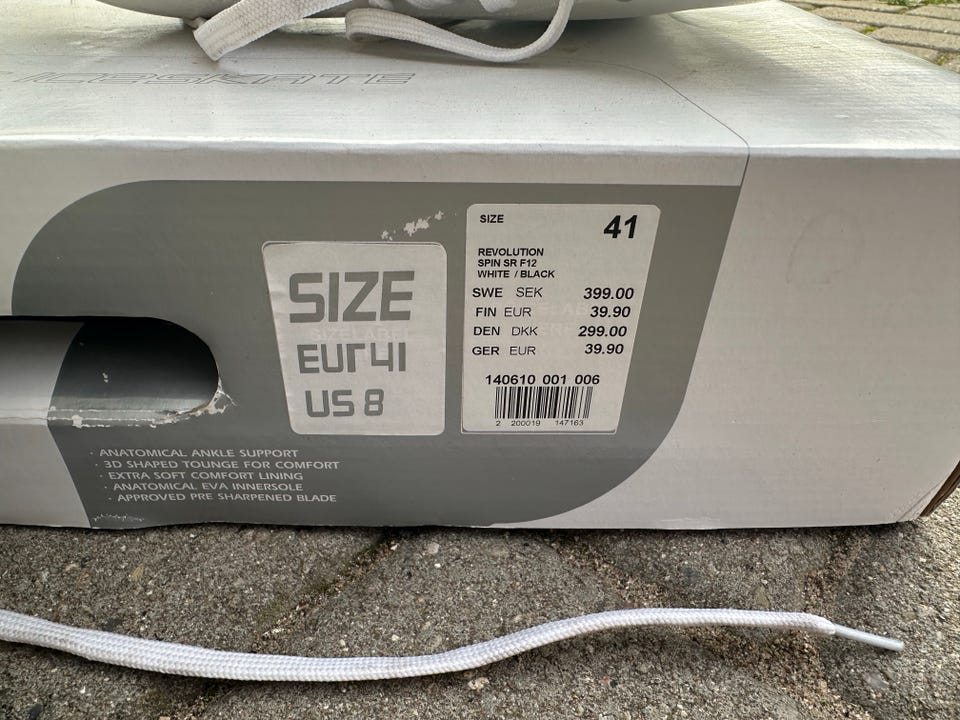 ICESKATE
SIZE
EUR 41
US 8
SIZE 41
REVOLUTION
SPIN SR F12
WHITE / BLACK
SWE SEK 399.00
FIN EUR 39.90
DEN DKK 299.00
GER EUR 39.90
140610 001 006
2 200019 147163
· ANATOMICAL ANKLE SUPPORT
· 3D SHAPED TOUNGE FOR COMFORT
· EXTRA SOFT COMFORT LINING
· ANATOMICAL EVA INNERSOLE
· APPROVED PRE SHARPENED BLADE